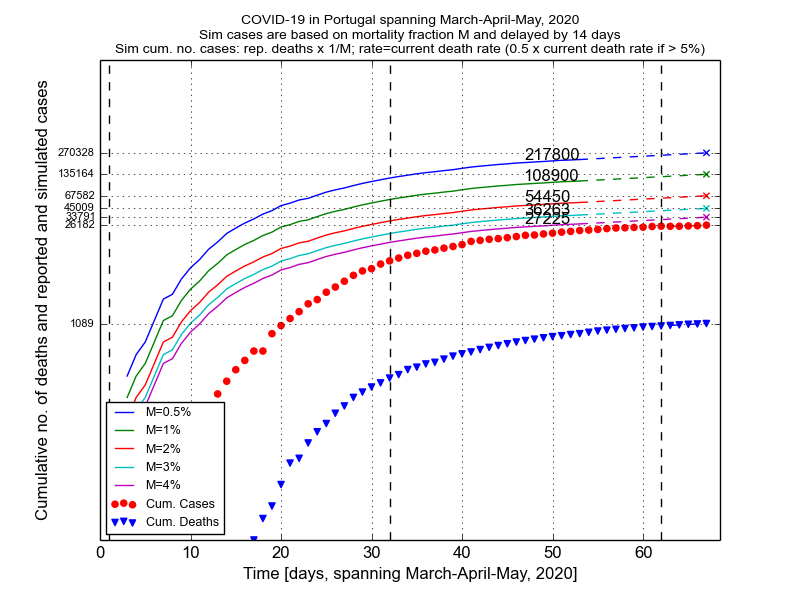 COVID-19 in Portugal spanning March-April-May, 2020
Sim cases are based on mortality fraction M and delayed by 14 days
Sim cum. no. cases: rep. deaths x 1/M; rate=current death rate (0.5 x current death rate if > 5%)
Cumulative no. of deaths and reported and simulated cases
270328
135164
67582
45009
33791
26182
1089
217800
108900
54450
36263
27225
M=0.5%
M=1%
M=2%
M=3%
M=4%
Cum. Cases
Cum. Deaths
0 10 20 30 40 50 60
Time [days, spanning March-April-May, 2020]